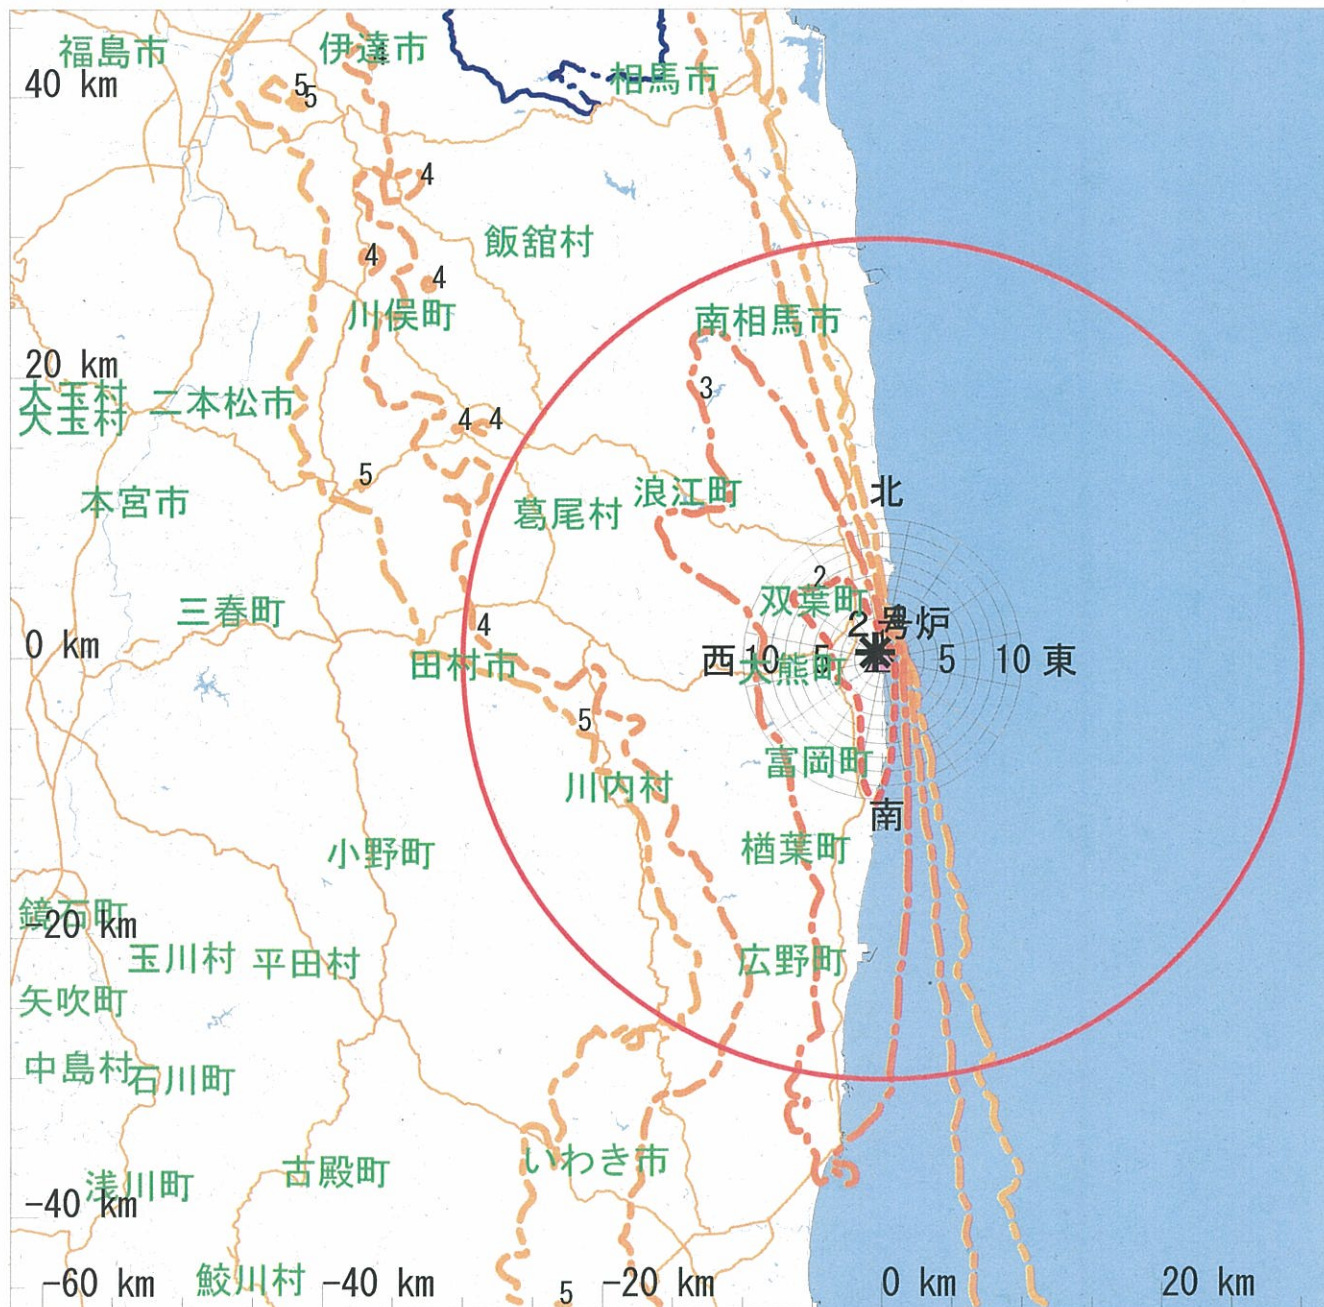 福島市
伊達市
相馬市
40 km
5
5
4
飯舘村
4
4
川俣町
南相馬市
20 km
3
大玉村
大玉村
二本松市
4
4
5
浪江町
北
本宮市
葛尾村
2
双葉町
三春町
4
2号炉
0 km
田村市
西
10
5
大熊町
5
10
東
5
川内村
富岡町
南
小野町
楢葉町
鏡石町
-20 km
玉川村
平田村
広野町
矢吹町
中島村
石川町
いわき市
古殿町
浅川町
-40 km
鮫川村
-60 km
-40 km
5
-20 km
0 km
20 km